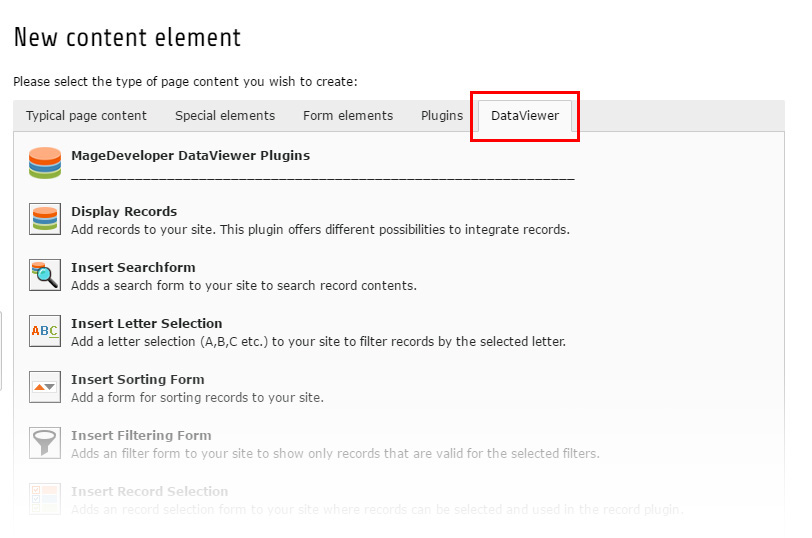 New content element
Please select the type of page content you wish to create:
Typical page content Special elements Form elements Plugins DataViewer
MageDeveloper DataViewer Plugins
Display Records
Add records to your site. This plugin offers different possibilities to integrate records.
Insert Searchform
Adds a search form to your site to search record contents.
ABC
Insert Letter Selection
Add a letter selection (A,B,C etc.) to your site to filter records by the selected letter.
Insert Sorting Form
Add a form for sorting records to your site.
Insert Filtering Form
Adds an filter form to your site to show only records that are valid for the selected filters.
Insert Record Selection
Adds an record selection form to your site where records can be selected and used in the record plugin.